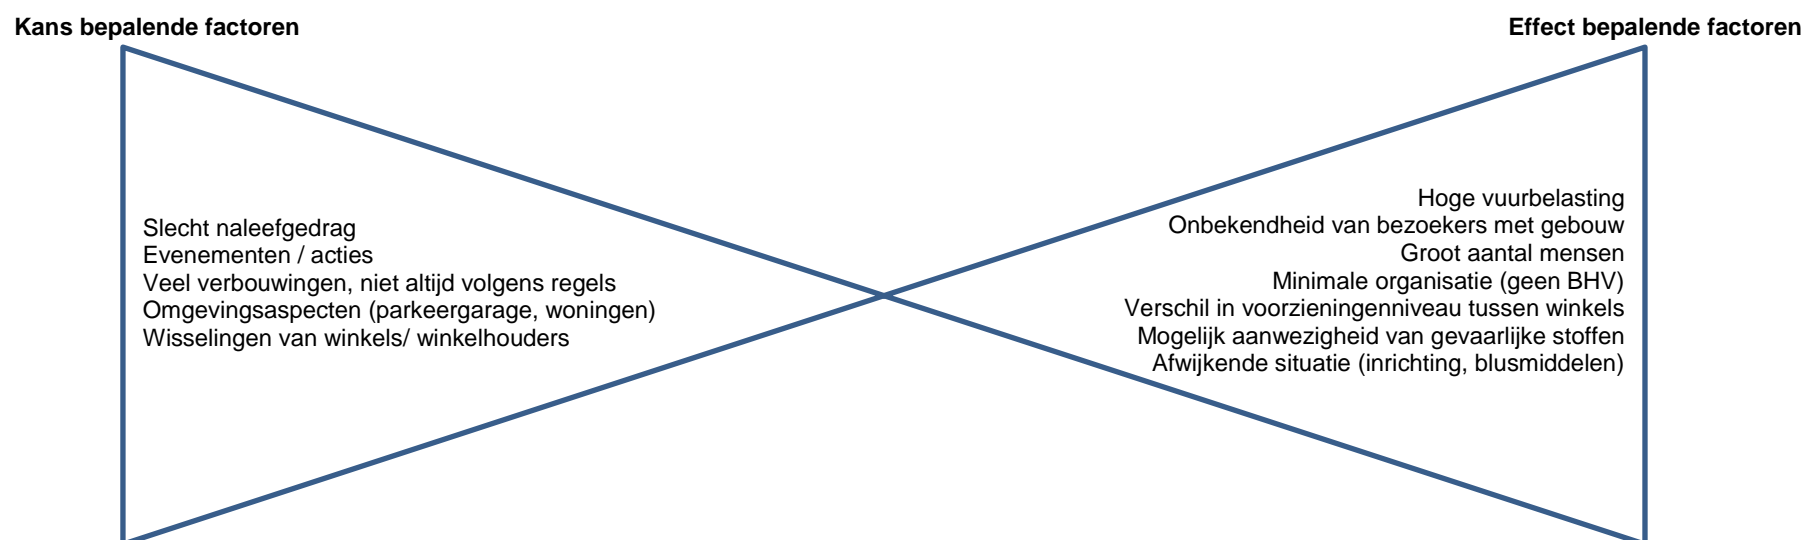 Kans bepalende factoren
Effect bepalende factoren
Slecht naleefgedrag
Evenementen / acties
Veel verbouwingen, niet altijd volgens regels
Omgevingsaspecten (parkeergarage, woningen)
Wisselingen van winkels/ winkelhouders
Hoge vuurbelasting
Onbekendheid van bezoekers met gebouw
Groot aantal mensen
Minimale organisatie (geen BHV)
Verschil in voorzieningenniveau tussen winkels
Mogelijk aanwezigheid van gevaarlijke stoffen
Afwijkende situatie (inrichting, blusmiddelen)